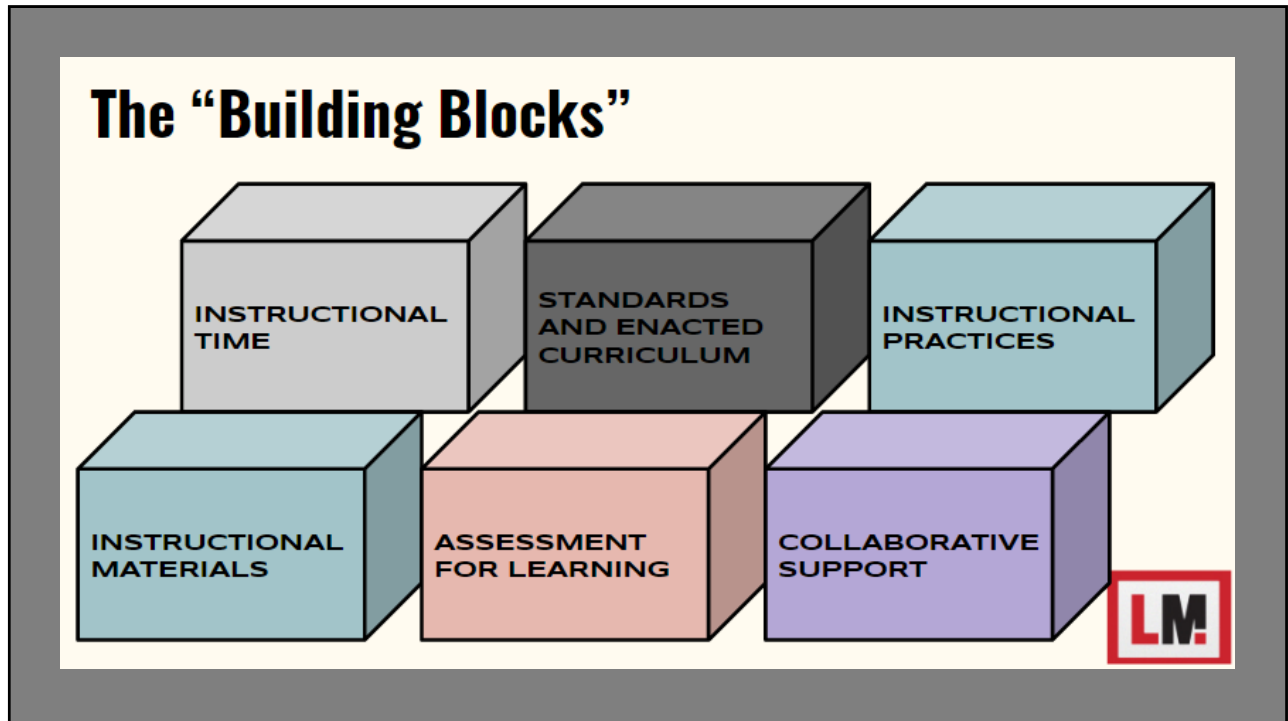 The “Building Blocks”
INSTRUCTIONAL
TIME
STANDARDS
AND ENACTED
CURRICULUM
INSTRUCTIONAL
PRACTICES
INSTRUCTIONAL
MATERIALS
ASSESSMENT
FOR LEARNING
COLLABORATIVE
SUPPORT
LM!